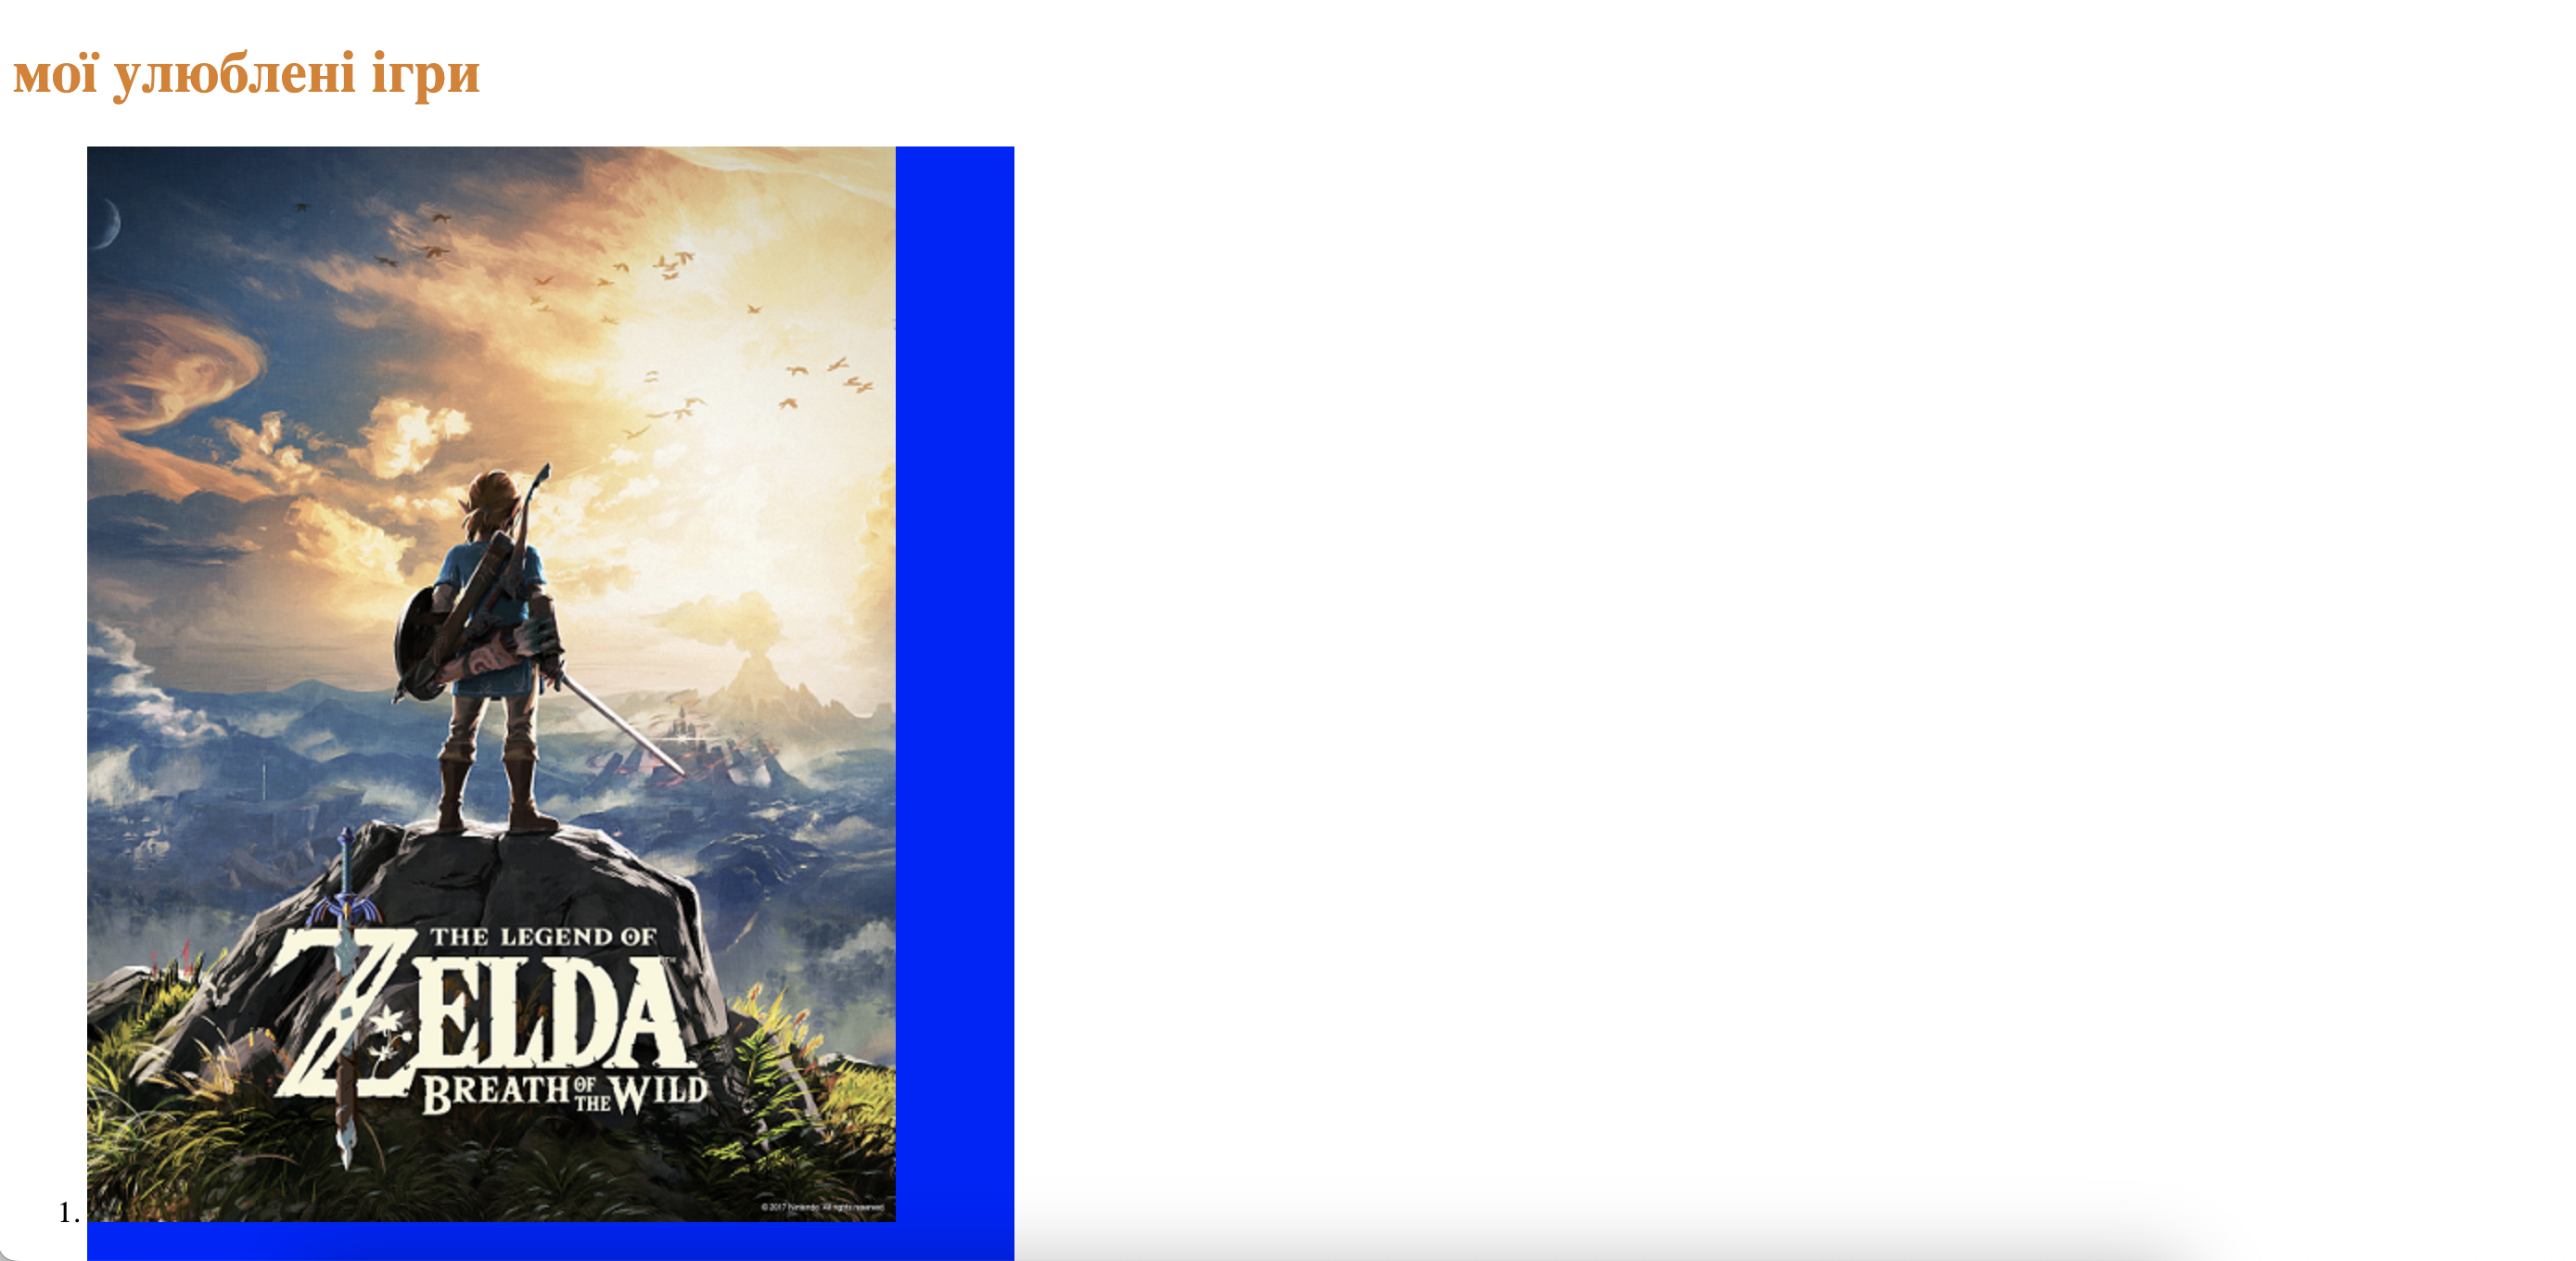 мої улюблені ігри
THE LEGEND OF
ZELDA
BREATH OF THE WILD
© 2017 Nintendo. All rights reserved.
1.